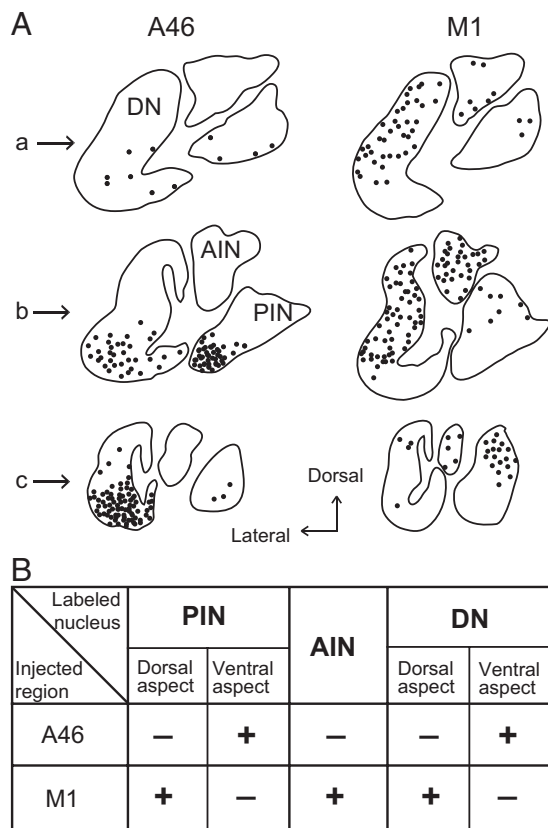 A
A46 M1
DN
a
AIN
PIN
b
c
Dorsal
Lateral
B
Labeled nucleus
Injected region
PIN
AIN
DN
Dorsal aspect
Ventral aspect
Dorsal aspect
Ventral aspect
A46 – + – – +
M1 + – + + –